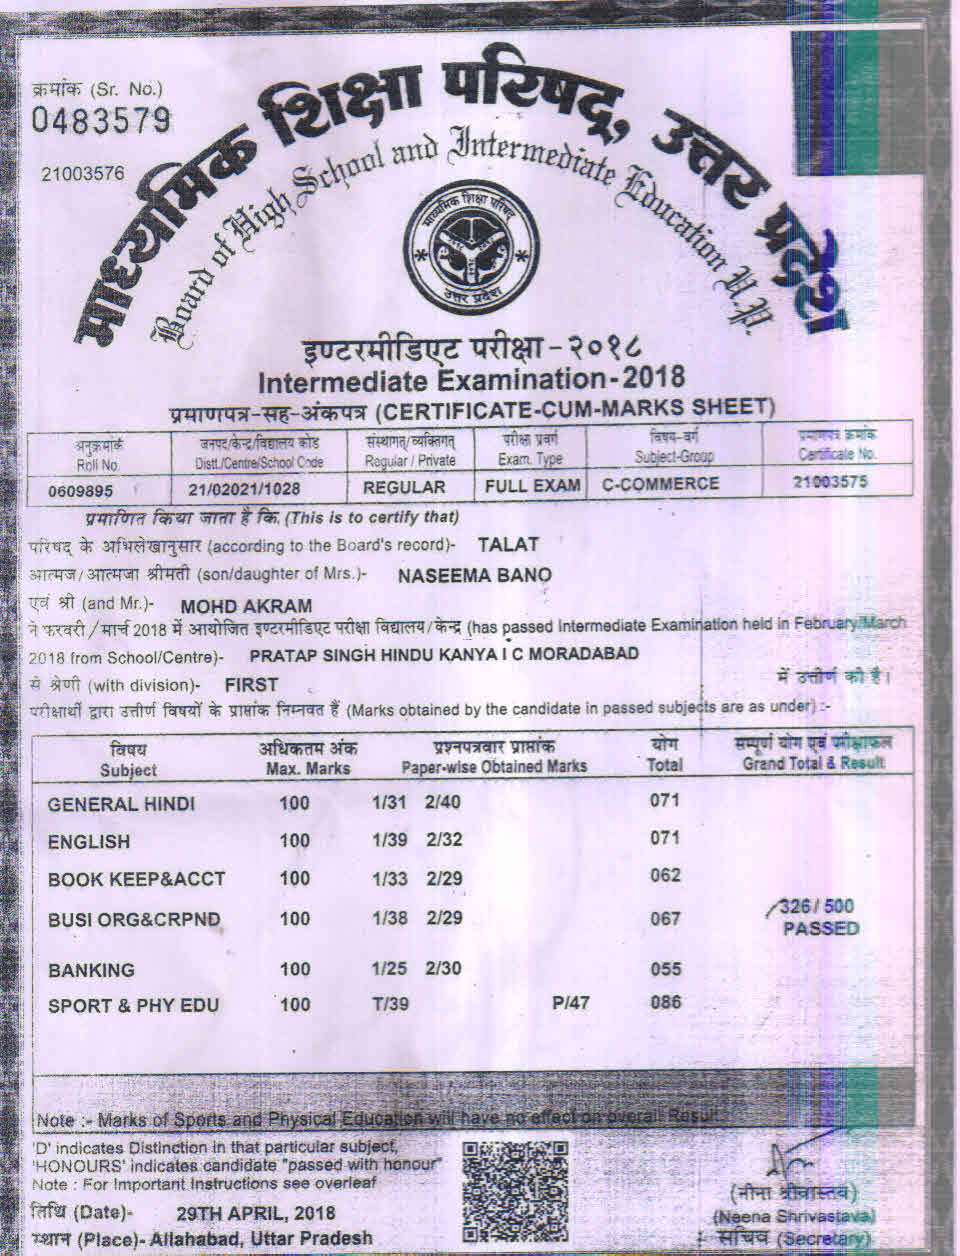 क्रमांक (Sr. No.)
0483579
21003576
माध्यमिक शिक्षा परिषद्, उत्तर प्रदेश
Board of High School and Intermediate Education U.P.
माध्यमिक शिक्षा परिषद
उत्तर प्रदेश
इण्टरमीडिएट परीक्षा-२०१८
Intermediate Examination-2018
प्रमाणपत्र-सह-अंकपत्र (CERTIFICATE-CUM-MARKS SHEET)
अनुक्रमांक जनपद/केन्द्र/विद्यालय कोड संस्थागत/व्यक्तिगत् परीक्षा प्रवर्ग विषय-वर्ग प्रमाणपत्र क्रमांक
Roll No. Distt./Centre/School Code Regular / Private Exam. Type Subject-Group Certificate No.
0609895 21/02021/1028 REGULAR FULL EXAM C-COMMERCE 21003575
प्रमाणित किया जाता है कि. (This is to certify that)
परिषद् के अभिलेखानुसार (according to the Board's record)- TALAT
आत्मज/आत्मजा श्रीमती (son/daughter of Mrs.)- NASEEMA BANO
एवं श्री (and Mr.)- MOHD AKRAM
ने फरवरी/मार्च 2018 में आयोजित इण्टरमीडिएट परीक्षा विद्यालय/केन्द्र (has passed Intermediate Examination held in February/March
2018 from School/Centre)- PRATAP SINGH HINDU KANYA I C MORADABAD
से श्रेणी (with division)- FIRST में उत्तीर्ण की है।
परीक्षार्थी द्वारा उत्तीर्ण विषयों के प्राप्तांक निम्नवत हैं (Marks obtained by the candidate in passed subjects are as under) :-
विषय अधिकतम अंक प्रश्नपत्रवार प्राप्तांक योग सम्पूर्ण योग एवं परीक्षाफल
Subject Max. Marks Paper-wise Obtained Marks Total Grand Total & Result
GENERAL HINDI 100 1/31 2/40 071
ENGLISH 100 1/39 2/32 071
BOOK KEEP&ACCT 100 1/33 2/29 062
BUSI ORG&CRPND 100 1/38 2/29 067 326/500
PASSED
BANKING 100 1/25 2/30 055
SPORT & PHY EDU 100 T/39 P/47 086
Note :- Marks of Sports and Physical Education will have no effect on overall Result
'D' indicates Distinction in that particular subject,
'HONOURS' indicates candidate "passed with honour"
Note : For Important Instructions see overleaf
तिथि (Date)- 29TH APRIL, 2018
स्थान (Place)- Allahabad, Uttar Pradesh
(नीना श्रीवास्तव)
(Neena Shrivastava)
सचिव (Secretary)